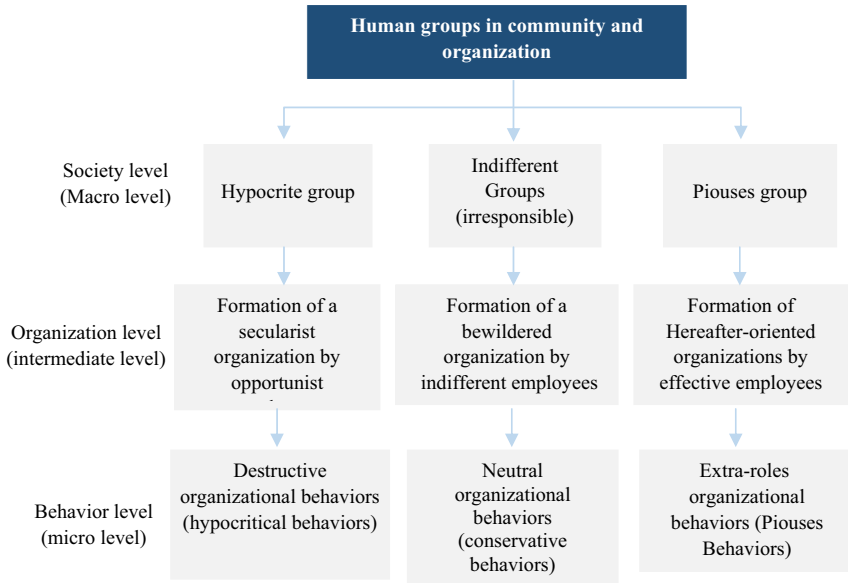 Human groups in community and
organization
Society level
(Macro level)
Hypocrite group
Indifferent
Groups
(irresponsible)
Piouses group
Organization level
(intermediate level)
Formation of a
secularist
organization by
opportunist
Formation of a
bewildered
organization by
indifferent employees
Formation of
Hereafter-oriented
organizations by
effective employees
Behavior level
(micro level)
Destructive
organizational behaviors
(hypocritical behaviors)
Neutral
organizational
behaviors
(conservative
behaviors)
Extra-roles
organizational
behaviors (Piouses
Behaviors)